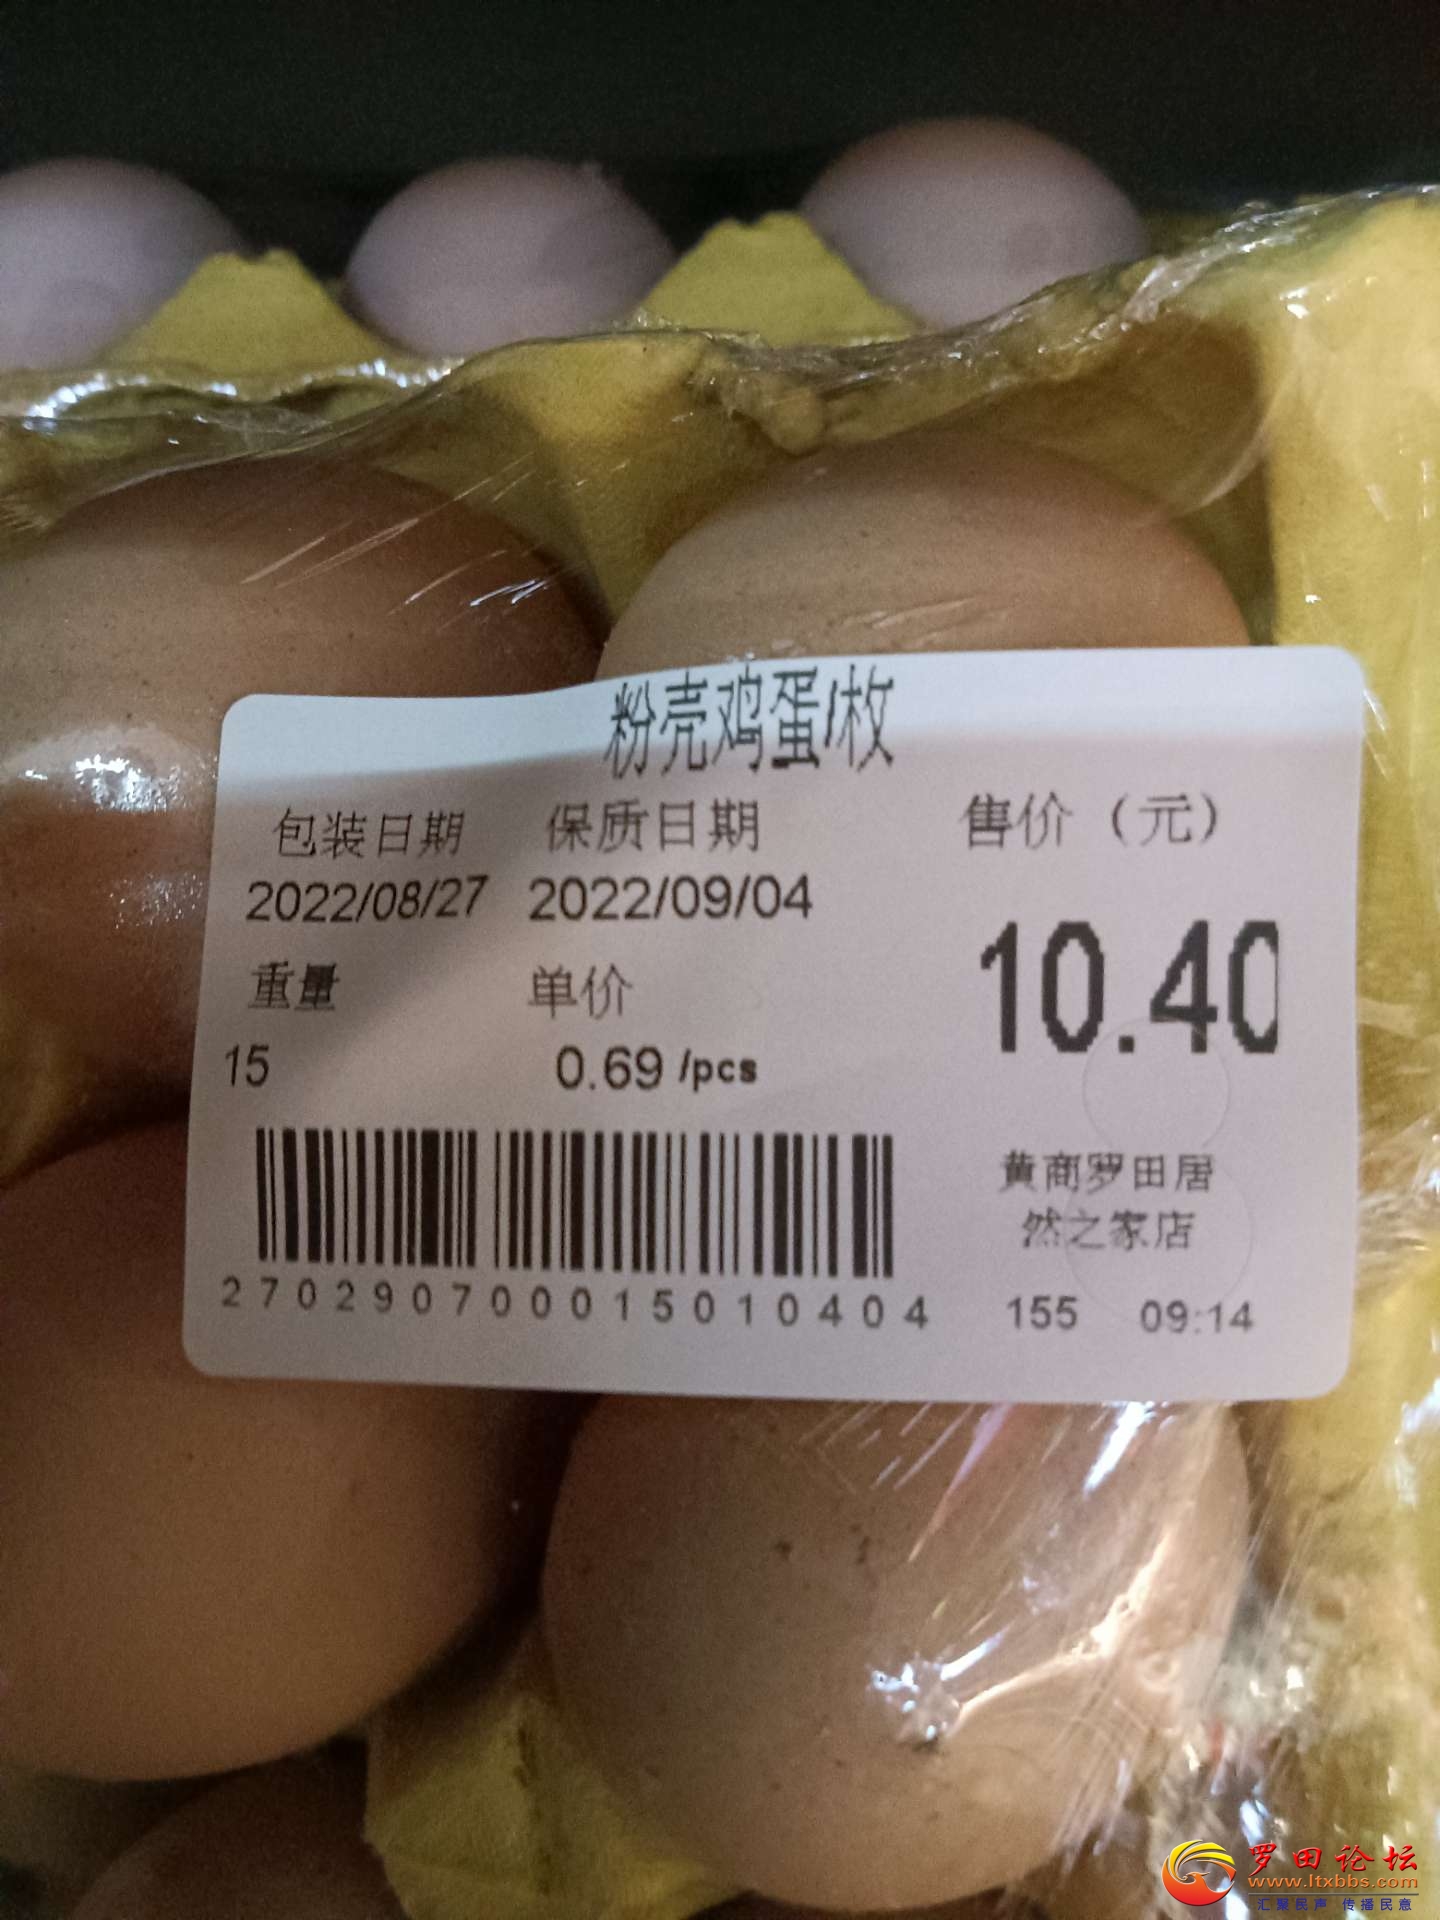 粉壳鸡蛋/枚
包装日期 保质日期 售价（元）
2022/08/27 2022/09/04
10.40
重量 单价
15 0.69 /pcs
黄商罗田居
然之家店
270290700015010404
155 09:14
罗田论坛
www.ltxbbs.com
汇聚民声 传播民意